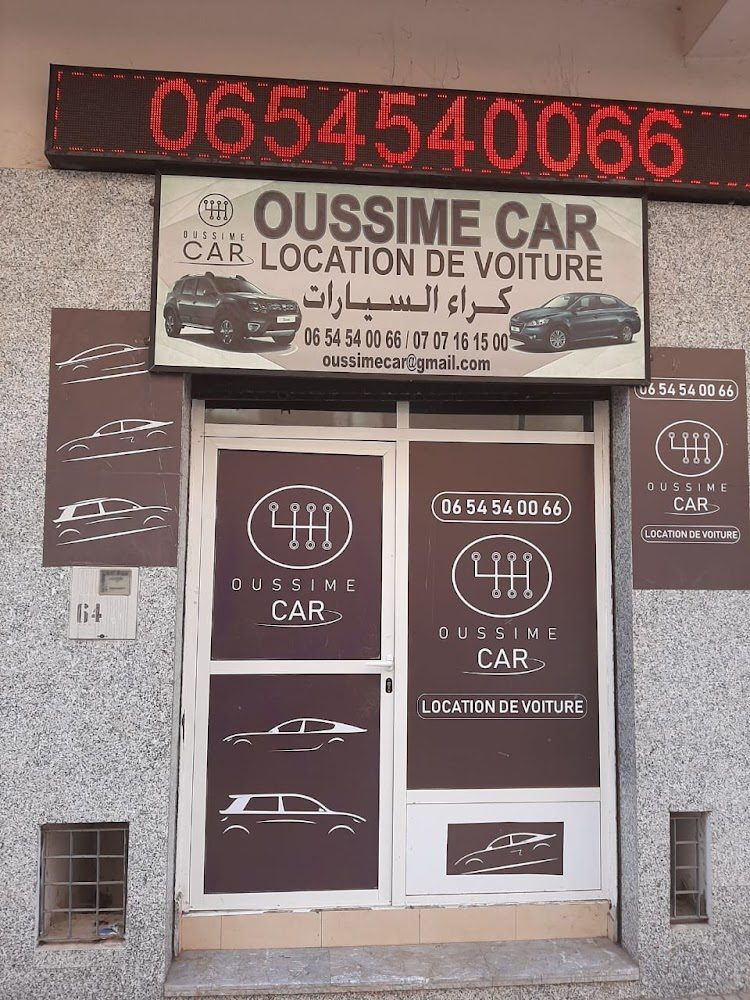 0654540066
OUSSIME CAR
OUSSIME
CAR
LOCATION DE VOITURE
كراء السيارات
06 54 54 00 66 / 07 07 16 15 00
oussimecar@gmail.com
06 54 54 00 66
OUSSIME
CAR
LOCATION DE VOITURE
OUSSIME
CAR
06 54 54 00 66
OUSSIME
CAR
LOCATION DE VOITURE
64